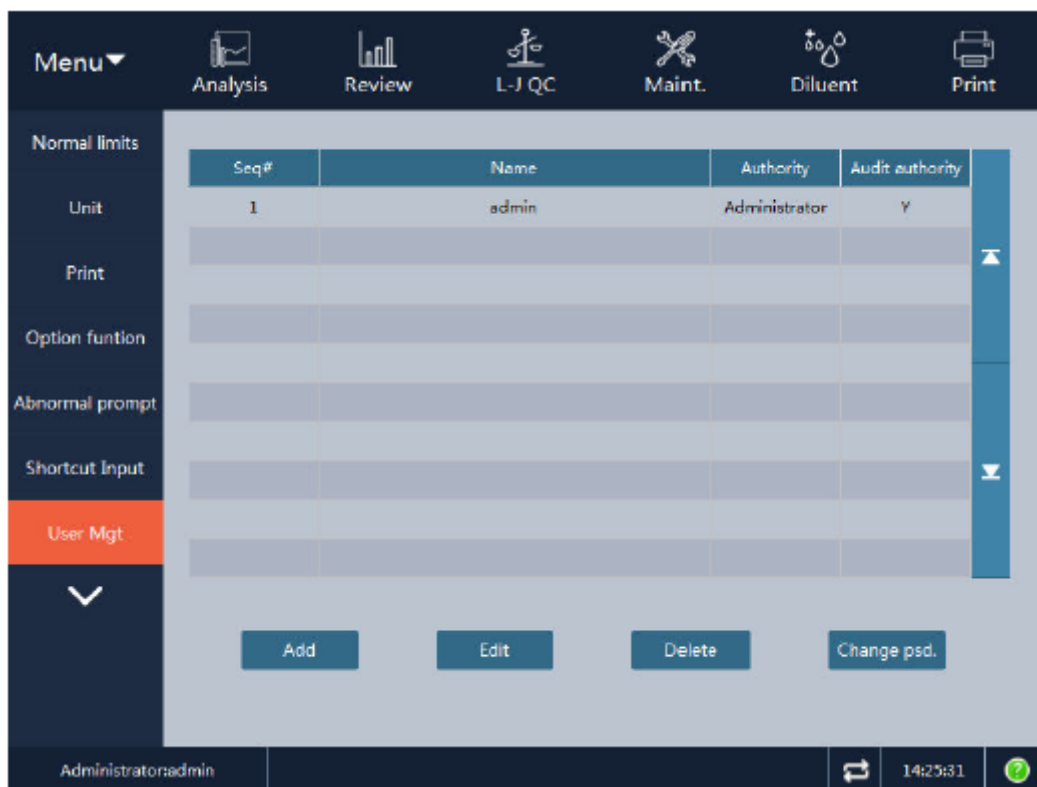 Menu
Analysis
Review
L-J QC
Maint.
Diluent
Print
Normal limits
Unit
Print
Option funtion
Abnormal prompt
Shortcut Input
User Mgt
Seq# Name Authority Audit authority
1 admin Administrator Y
Add
Edit
Delete
Change psd.
Administrator:admin
14:25:31
?